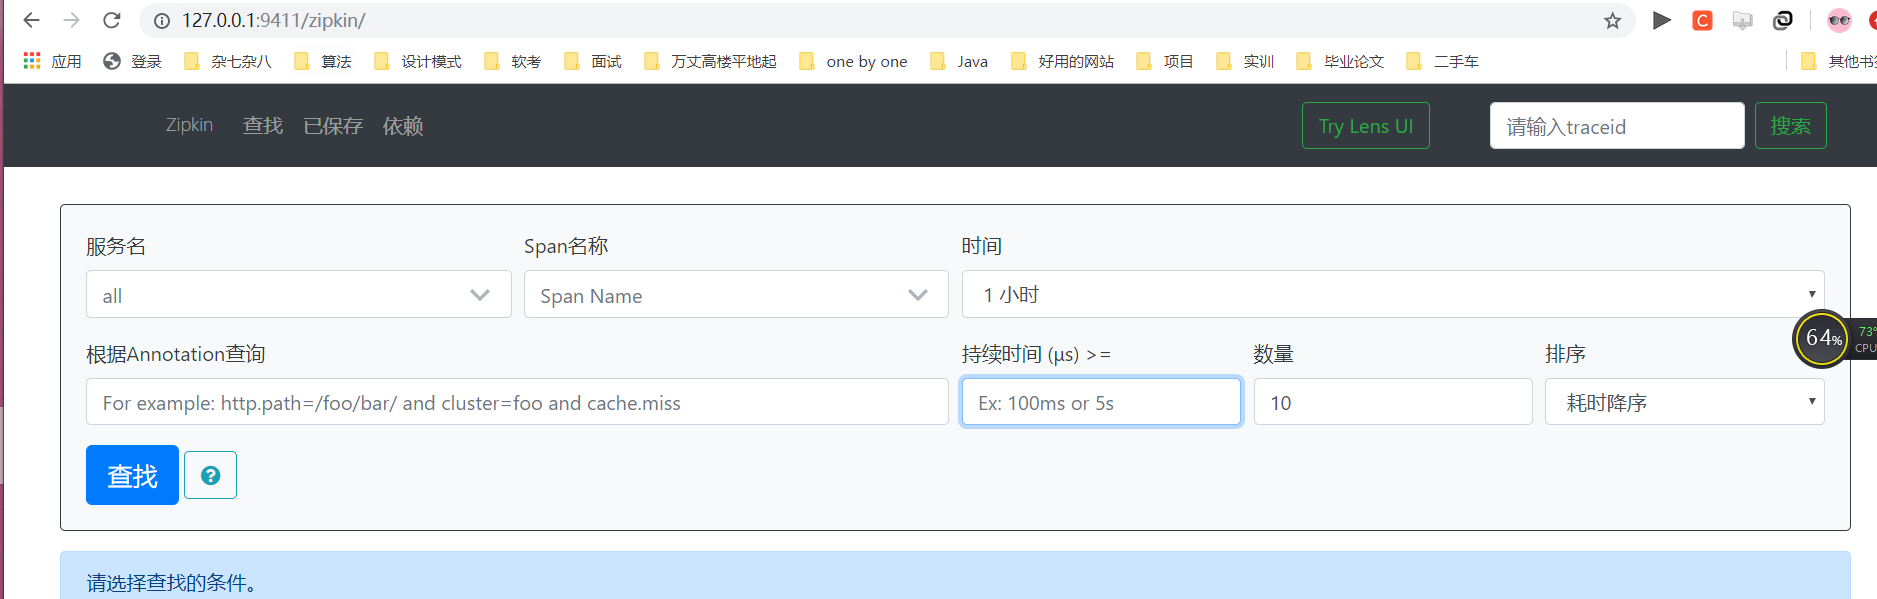 127.0.0.1:9411/zipkin/
应用 登录 杂七杂八 算法 设计模式 软考 面试 万丈高楼平地起 one by one Java 好用的网站 项目 实训 毕业论文 二手车 其他书签
Zipkin 查找 已保存 依赖 Try Lens UI 请输入traceid 搜索
服务名 Span名称 时间
all Span Name 1 小时
64% 73°
CPU
根据Annotation查询 持续时间 (μs) >= 数量 排序
For example: http.path=/foo/bar/ and cluster=foo and cache.miss Ex: 100ms or 5s 10 耗时降序
查找
请选择查找的条件。